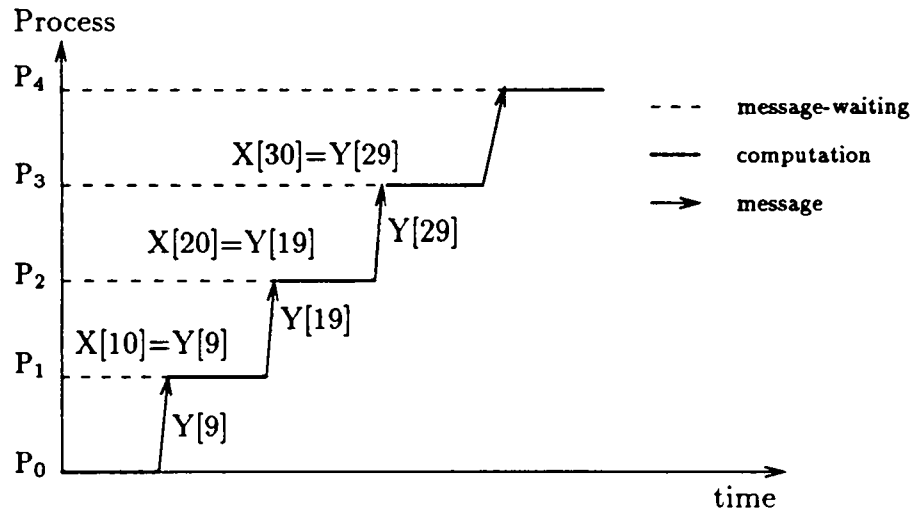 Process
P4
message-waiting
X[30]=Y[29]
computation
P3
message
Y[29]
X[20]=Y[19]
P2
Y[19]
X[10]=Y[9]
P1
Y[9]
P0
time